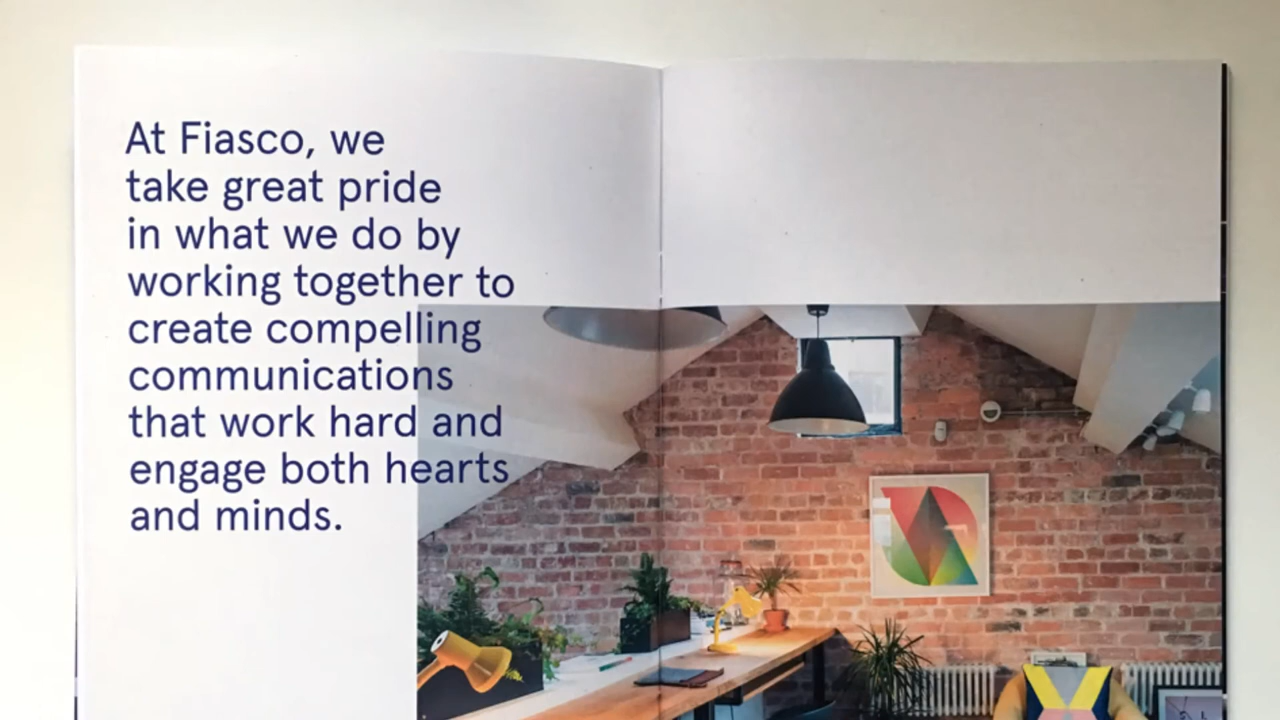 At Fiasco, we
take great pride
in what we do by
working together to
create compelling
communications
that work hard and
engage both hearts
and minds.